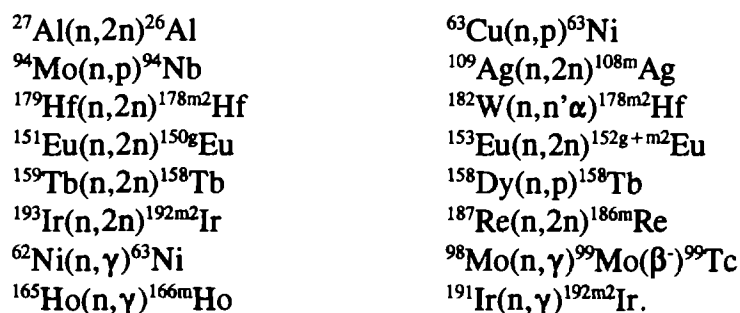 ²⁷Al(n,2n)²⁶Al ⁶³Cu(n,p)⁶³Ni
⁹⁴Mo(n,p)⁹⁴Nb ¹⁰⁹Ag(n,2n)¹⁰⁸ᵐAg
¹⁷⁹Hf(n,2n)¹⁷⁸ᵐ²Hf ¹⁸²W(n,n'α)¹⁷⁸ᵐ²Hf
¹⁵¹Eu(n,2n)¹⁵⁰ᵍEu ¹⁵³Eu(n,2n)¹⁵²ᵍ⁺ᵐ²Eu
¹⁵⁹Tb(n,2n)¹⁵⁸Tb ¹⁵⁸Dy(n,p)¹⁵⁸Tb
¹⁹³Ir(n,2n)¹⁹²ᵐ²Ir ¹⁸⁷Re(n,2n)¹⁸⁶ᵐRe
⁶²Ni(n,γ)⁶³Ni ⁹⁸Mo(n,γ)⁹⁹Mo(β⁻)⁹⁹Tc
¹⁶⁵Ho(n,γ)¹⁶⁶ᵐHo ¹⁹¹Ir(n,γ)¹⁹²ᵐ²Ir.